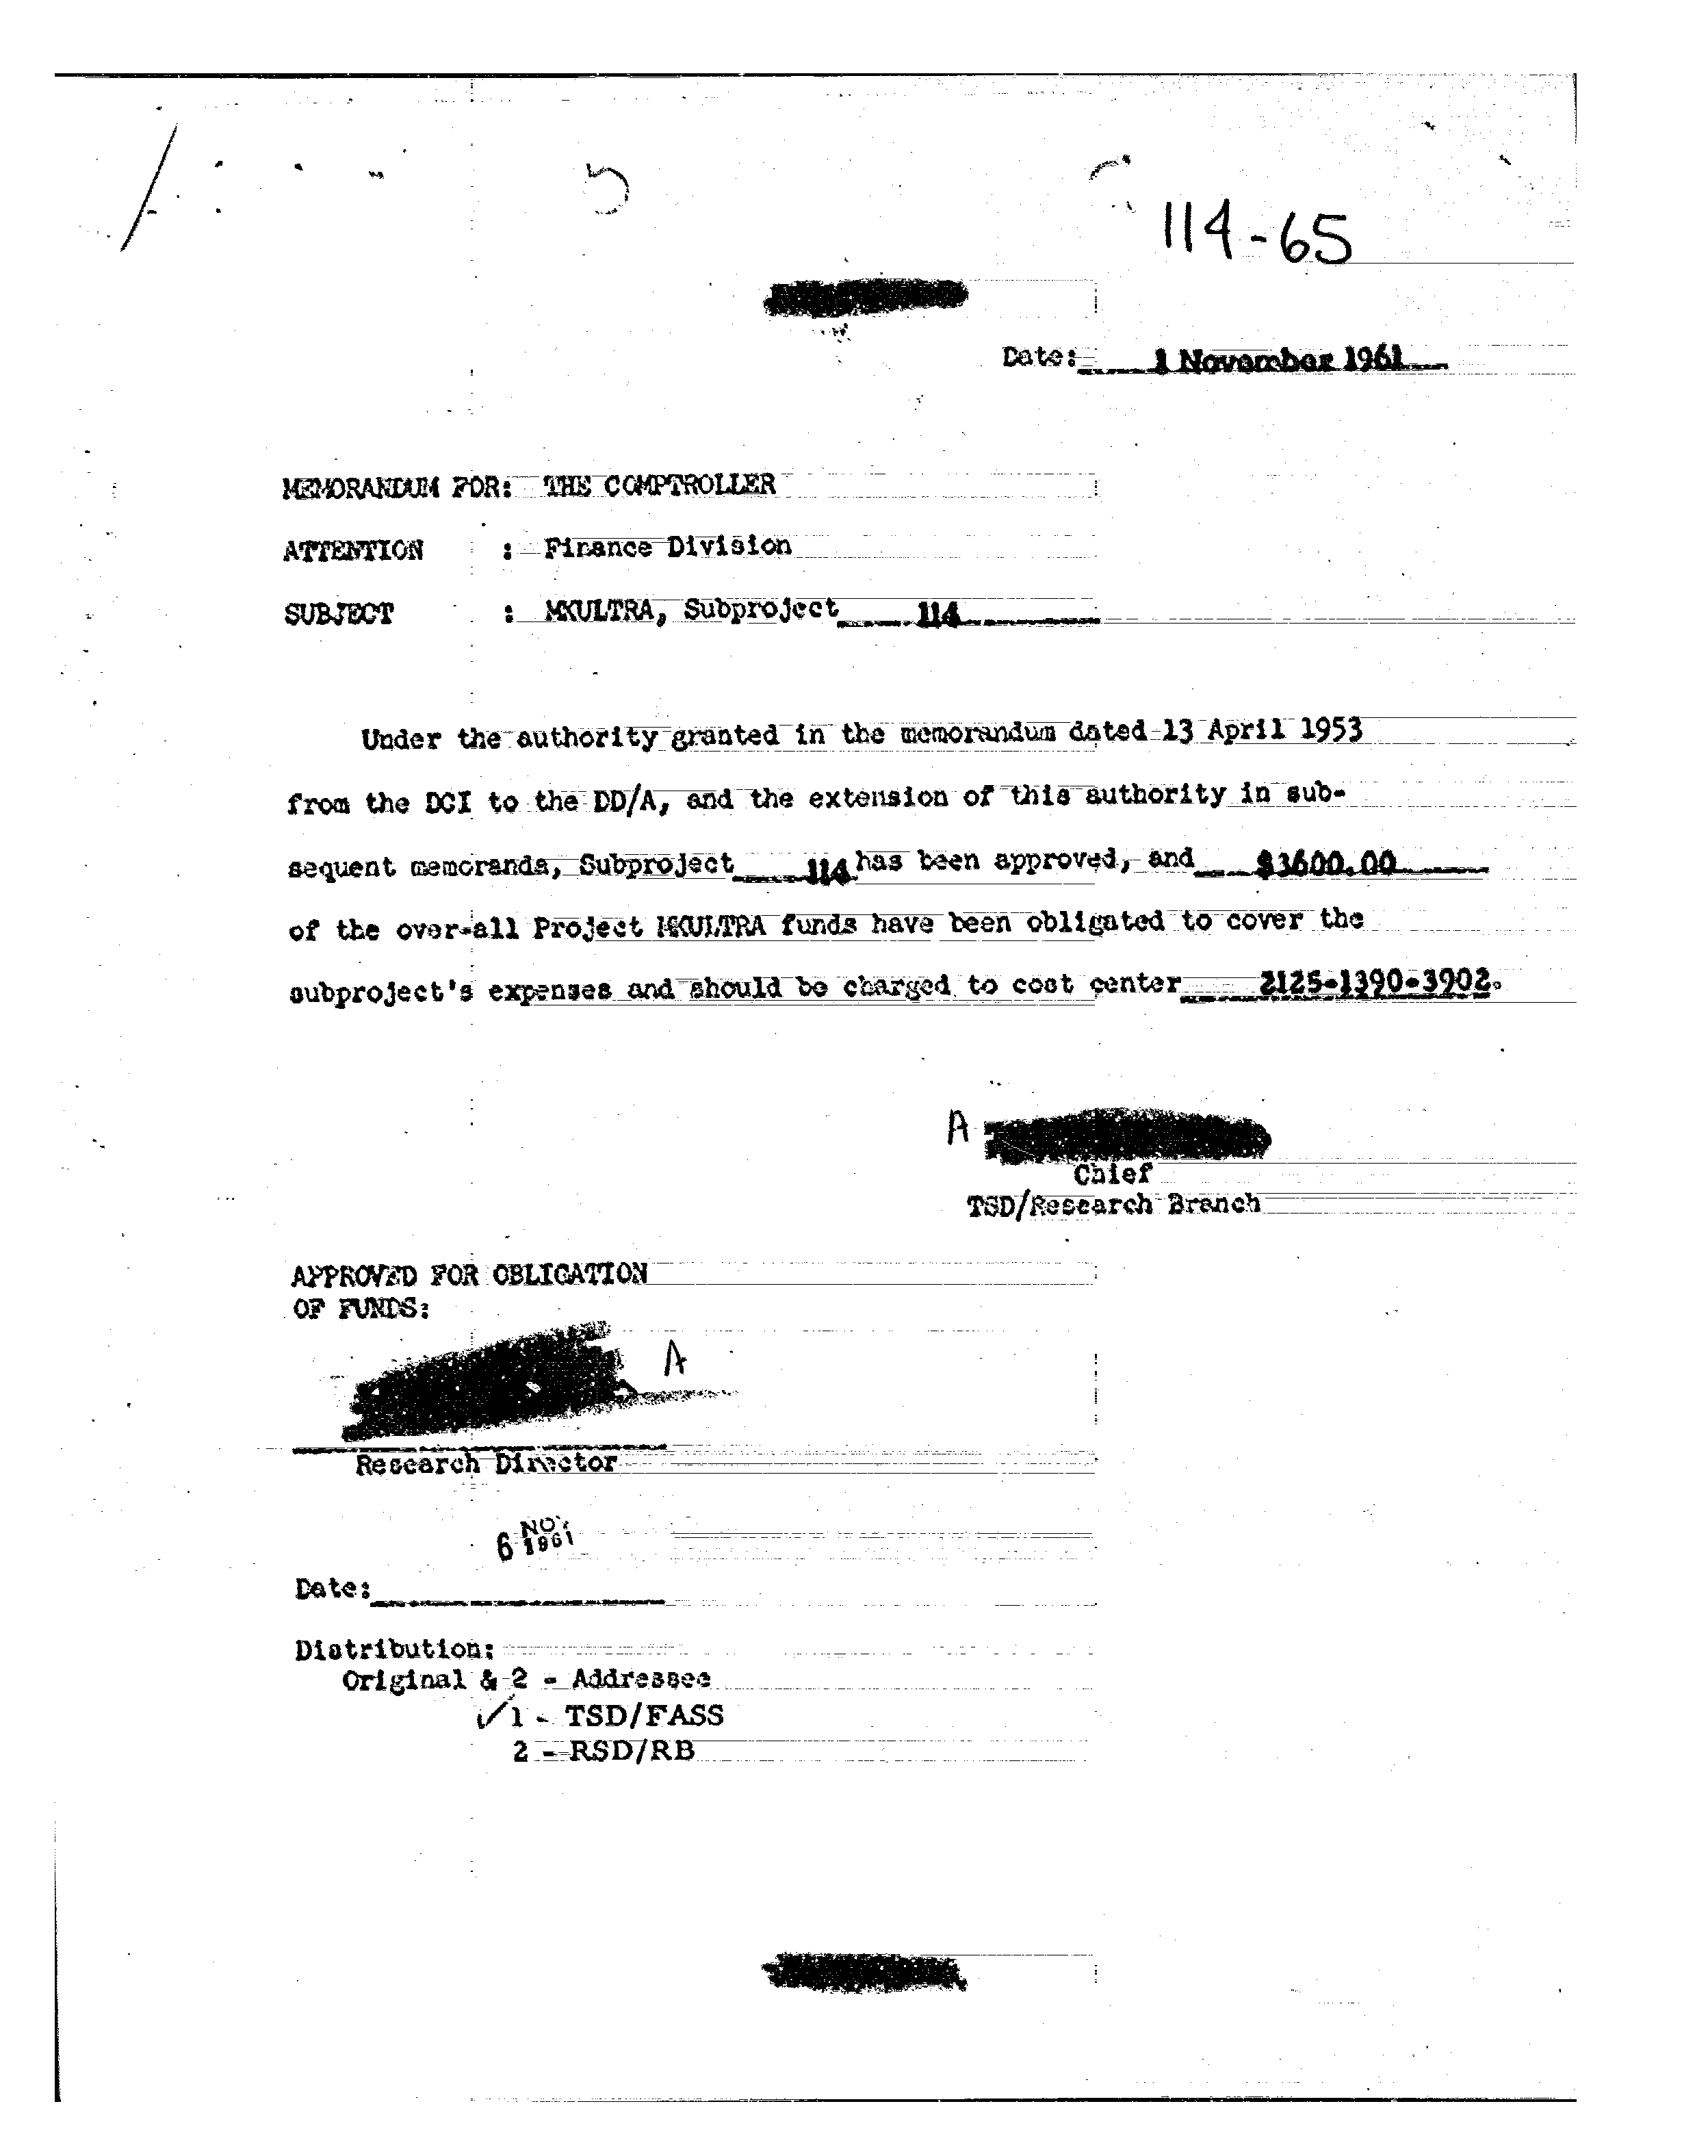 114-65
Date: 1 November 1961
MEMORANDUM FOR: THE COMPTROLLER
ATTENTION : Finance Division
SUBJECT : MKULTRA, Subproject 114
Under the authority granted in the memorandum dated 13 April 1953
from the DCI to the DD/A, and the extension of this authority in sub-
sequent memoranda, Subproject 114 has been approved, and $3600.00
of the over-all Project MKULTRA funds have been obligated to cover the
subproject's expenses and should be charged to cost center 2125-1390-3902.
A
Chief
TSD/Research Branch
APPROVED FOR OBLIGATION
OF FUNDS:
A
Research Director
6 NOV 1961
Date:
Distribution:
Original & 2 - Addressee
✓1 - TSD/FASS
2 - RSD/RB